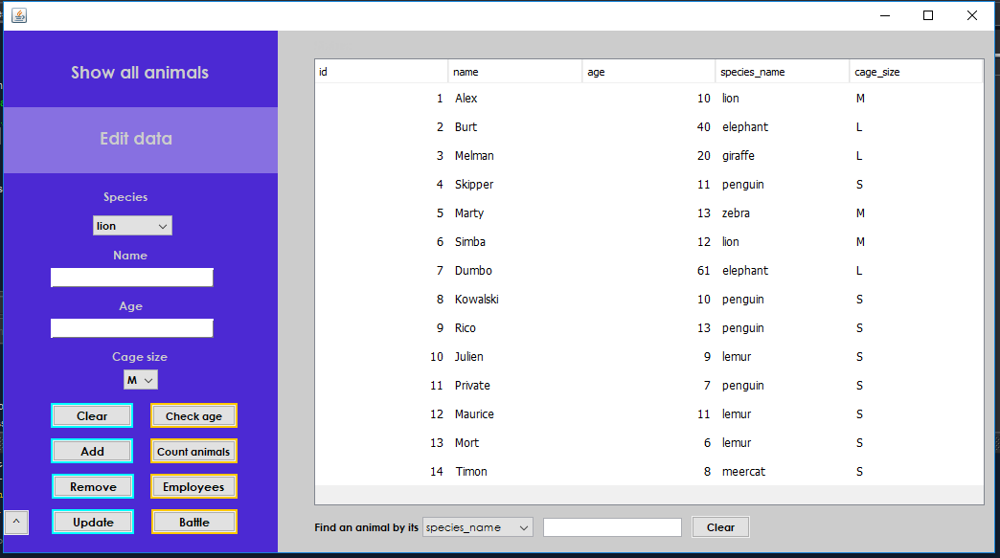 Show all animals
Edit data
Species
lion
Name
Age
Cage size
M
Clear Check age
Add Count animals
Remove Employees
^ Update Battle
id name age species_name cage_size
1 Alex 10 lion M
2 Burt 40 elephant L
3 Melman 20 giraffe L
4 Skipper 11 penguin S
5 Marty 13 zebra M
6 Simba 12 lion M
7 Dumbo 61 elephant L
8 Kowalski 10 penguin S
9 Rico 13 penguin S
10 Julien 9 lemur S
11 Private 7 penguin S
12 Maurice 11 lemur S
13 Mort 6 lemur S
14 Timon 8 meercat S
Find an animal by its species_name Clear